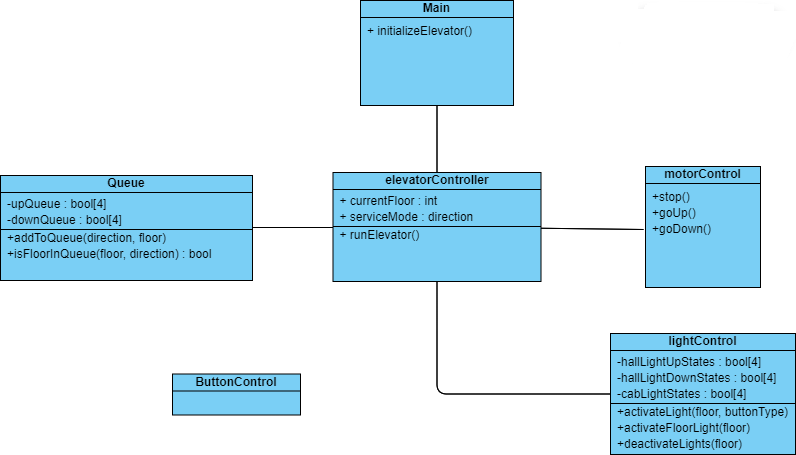 Main
+ initializeElevator()
Queue
-upQueue : bool[4]
-downQueue : bool[4]
+addToQueue(direction, floor)
+isFloorInQueue(floor, direction) : bool
elevatorController
+ currentFloor : int
+ serviceMode : direction
+ runElevator()
motorControl
+stop()
+goUp()
+goDown()
ButtonControl
lightControl
-hallLightUpStates : bool[4]
-hallLightDownStates : bool[4]
-cabLightStates : bool[4]
+activateLight(floor, buttonType)
+activateFloorLight(floor)
+deactivateLights(floor)